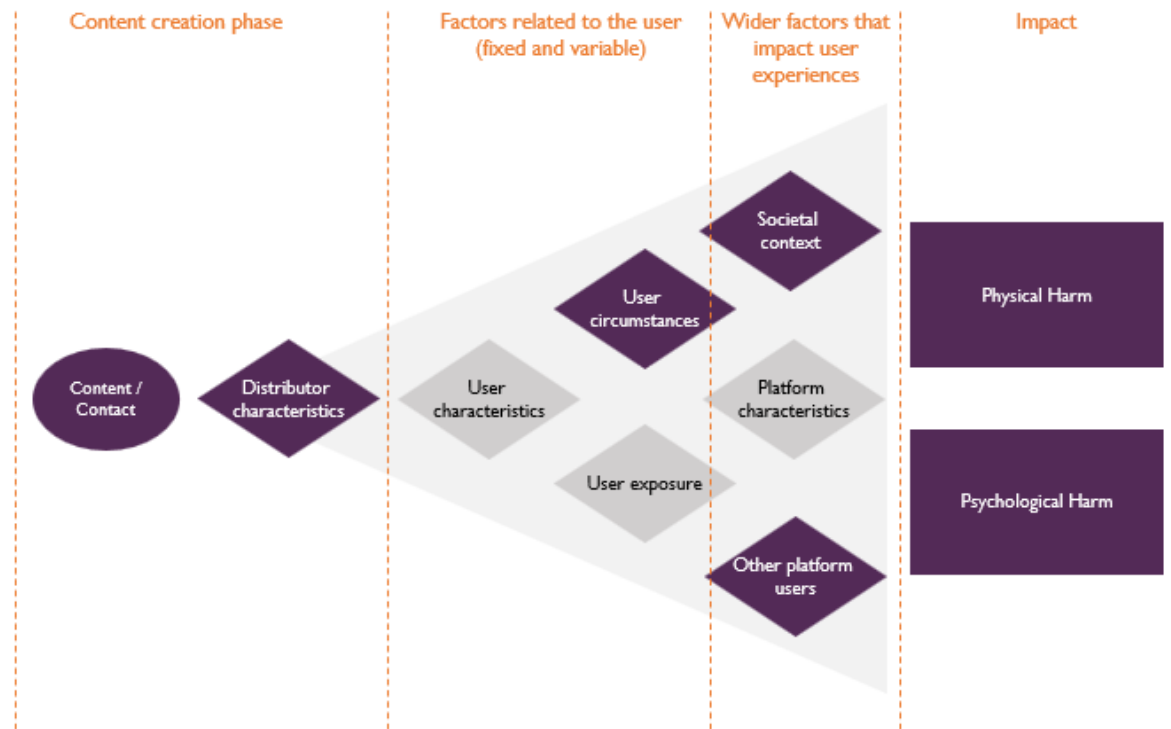 Content creation phase
Factors related to the user
(fixed and variable)
Wider factors that
impact user
experiences
Impact
Content /
Contact
Distributor
characteristics
User
characteristics
User
circumstances
User exposure
Societal
context
Platform
characteristics
Other platform
users
Physical Harm
Psychological Harm